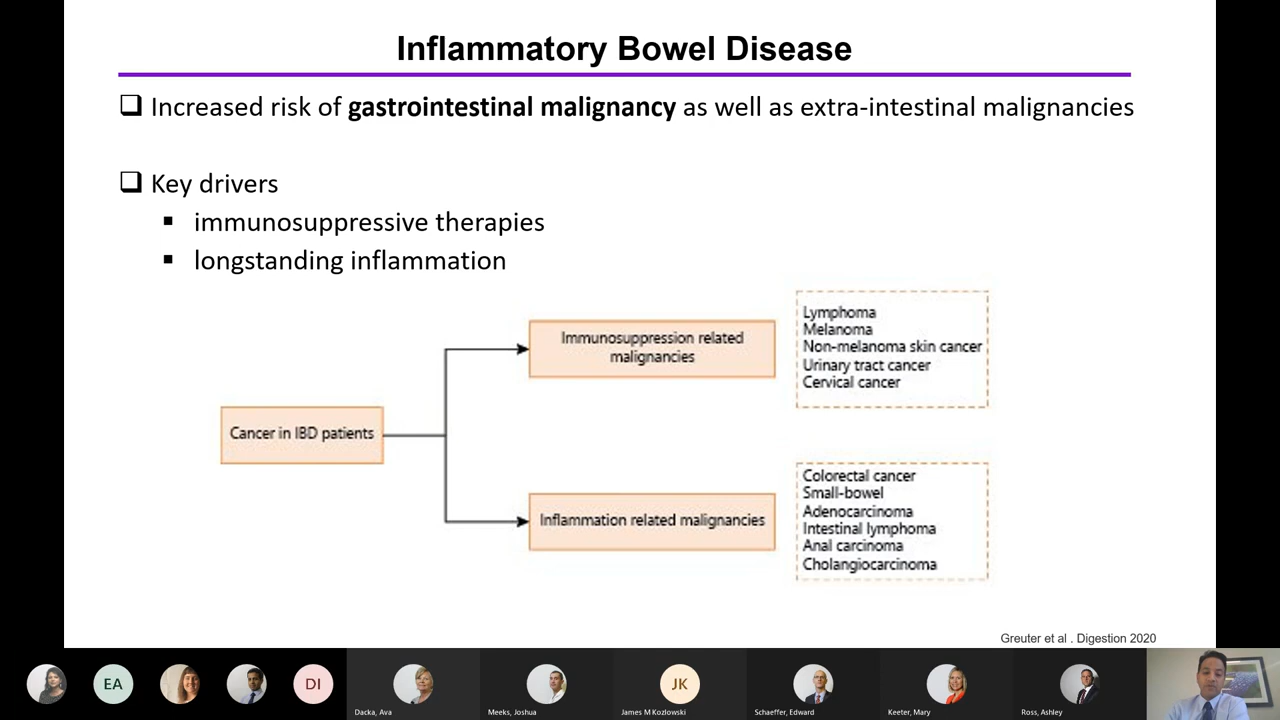 Inflammatory Bowel Disease
❑ Increased risk of gastrointestinal malignancy as well as extra-intestinal malignancies
❑ Key drivers
▪ immunosuppressive therapies
▪ longstanding inflammation
Cancer in IBD patients
Immunosuppression related
malignancies
Lymphoma
Melanoma
Non-melanoma skin cancer
Urinary tract cancer
Cervical cancer
Inflammation related malignancies
Colorectal cancer
Small-bowel
Adenocarcinoma
Intestinal lymphoma
Anal carcinoma
Cholangiocarcinoma
Greuter et al . Digestion 2020
EA
DI
JK
Dacka, Ava
Meeks, Joshua
James M Kozlowski
Schaeffer, Edward
Keeter, Mary
Ross, Ashley